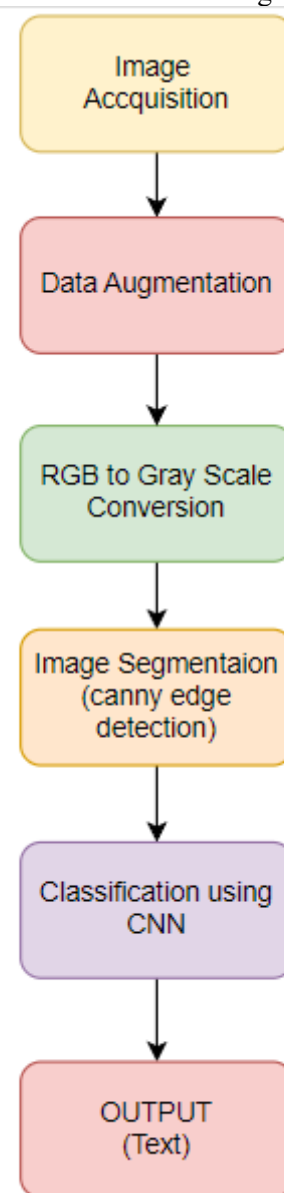 Image
Accquisition
Data Augmentation
RGB to Gray Scale
Conversion
Image Segmentaion
(canny edge
detection)
Classification using
CNN
OUTPUT
(Text)